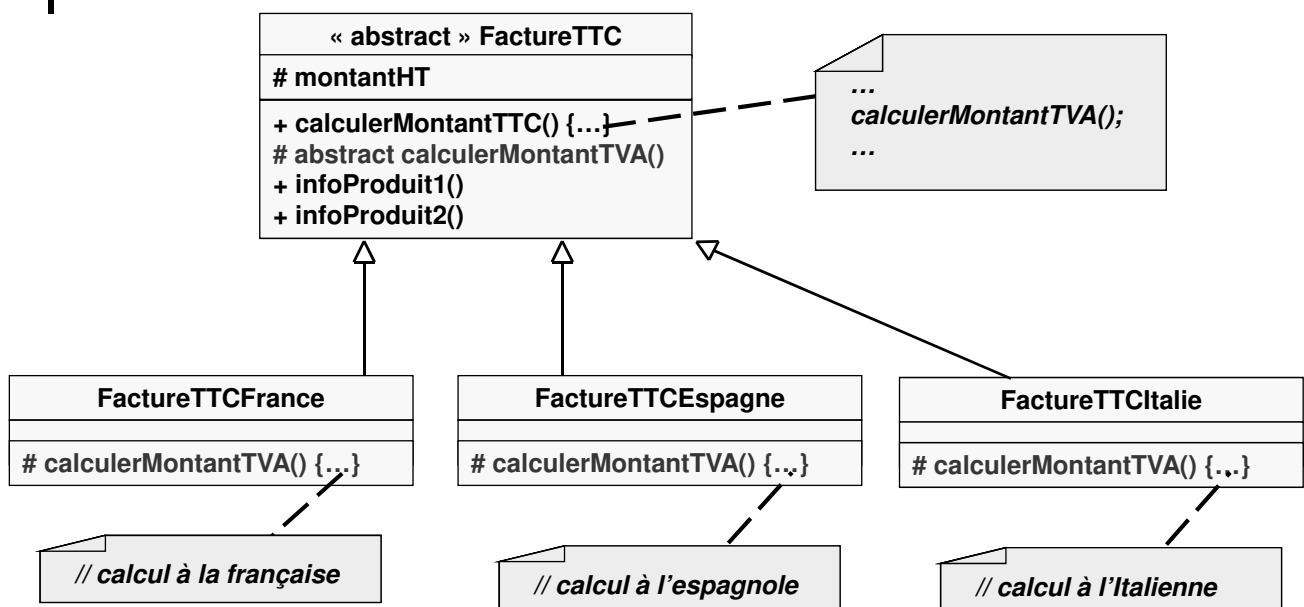 « abstract » FactureTTC
# montantHT
+ calculerMontantTTC() {…}
# abstract calculerMontantTVA()
+ infoProduit1()
+ infoProduit2()
…
calculerMontantTVA();
…
FactureTTCFrance
# calculerMontantTVA() {…}
// calcul à la française
FactureTTCEspagne
# calculerMontantTVA() {…}
// calcul à l'espagnole
FactureTTCItalie
# calculerMontantTVA() {…}
// calcul à l'Italienne